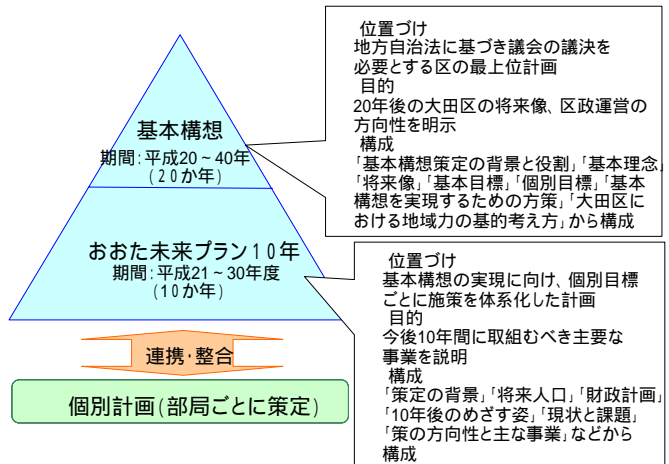 基本構想
期間:平成20~40年
(20か年)
おおた未来プラン10年
期間:平成21~30年度
(10か年)
連携・整合
個別計画(部局ごとに策定)
位置づけ
地方自治法に基づき議会の議決を
必要とする区の最上位計画
目的
20年後の大田区の将来像、区政運営の
方向性を明示
構成
「基本構想策定の背景と役割」「基本理念」
「将来像」「基本目標」「個別目標」「基本
構想を実現するための方策」「大田区に
おける地域力の基的考え方」から構成
位置づけ
基本構想の実現に向け、個別目標
ごとに施策を体系化した計画
目的
今後10年間に取組むべき主要な
事業を説明
構成
「策定の背景」「将来人口」「財政計画」
「10年後のめざす姿」「現状と課題」
「策の方向性と主な事業」などから
構成